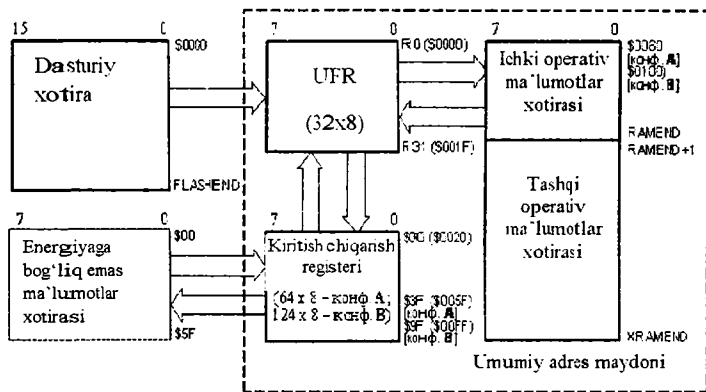 15 0
$0000
Dasturiy
xotira
FLASHEND
7 0
UFR
(32x8)
R0 ($0000)
R31 ($001F)
7 0
Ichki operativ
ma`lumotlar
xotirasi
$0060
[конф. A]
$0100)
[конф. B]
RAMEND
RAMEND+1
Tashqi
operativ
ma`lumotlar
xotirasi
XRAMEND
7 0
$00
Energiyaga
bog‘liq emas
ma`lumotlar
xotirasi
$5F
7 0
Kiritish chiqarish
registeri
(64 x 8 – конф. A;
124 x 8 – конф. B)
($0020)
$3F ($005F)
[конф. A]
($00FF)
[конф. B]
Umumiy adres maydoni